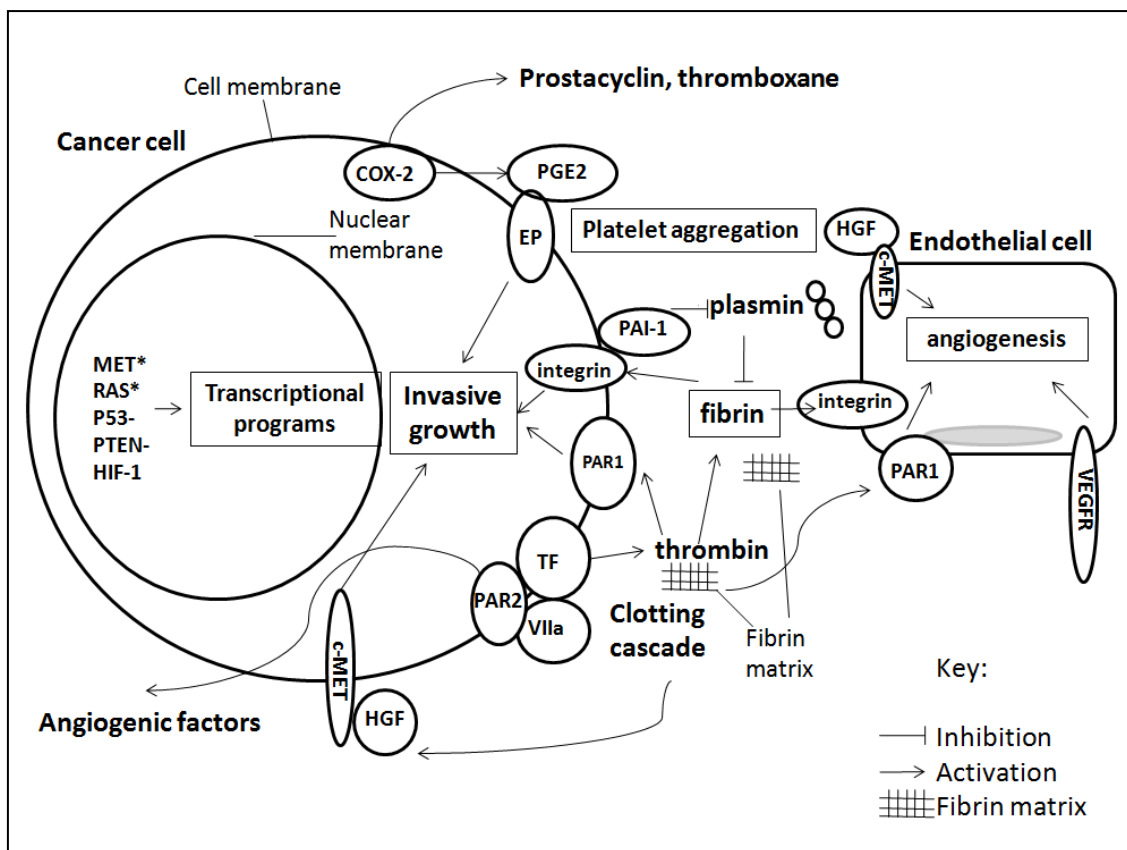 Prostacyclin, thromboxane
Cell membrane
Cancer cell
COX-2
PGE2
Nuclear
membrane
EP
Platelet aggregation
HGF
c-MET
Endothelial cell
PAI-1
plasmin
angiogenesis
MET*
RAS*
P53-
PTEN-
HIF-1
Transcriptional
programs
Invasive
growth
integrin
fibrin
integrin
PAR1
PAR1
VEGFR
TF
thrombin
PAR2
VIIa
Clotting
cascade
Fibrin
matrix
c-MET
HGF
Angiogenic factors
Key:
Inhibition
Activation
Fibrin matrix